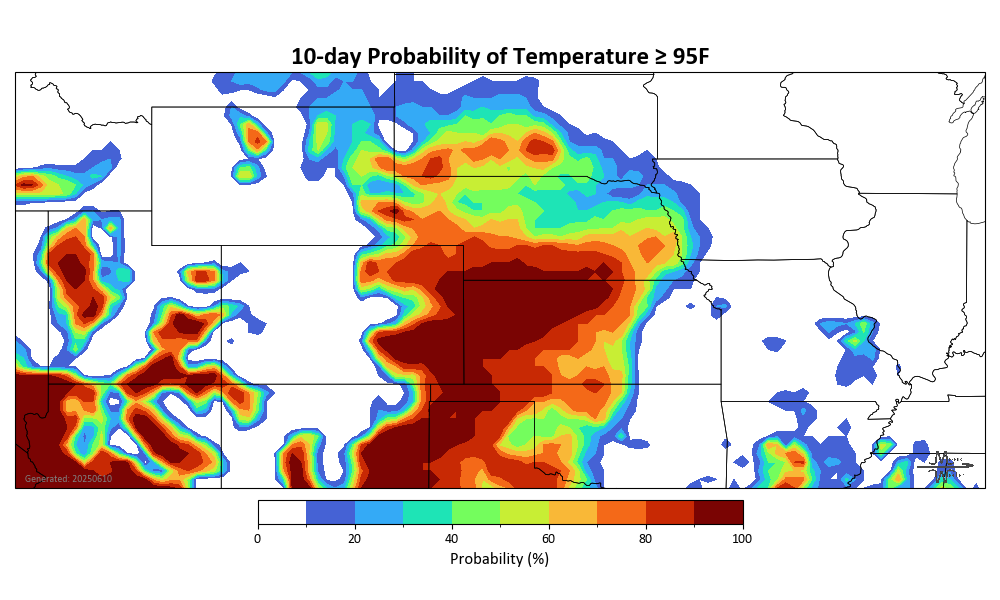 10-day Probability of Temperature ≥ 95F
Generated: 20250610
0 20 40 60 80 100
Probability (%)